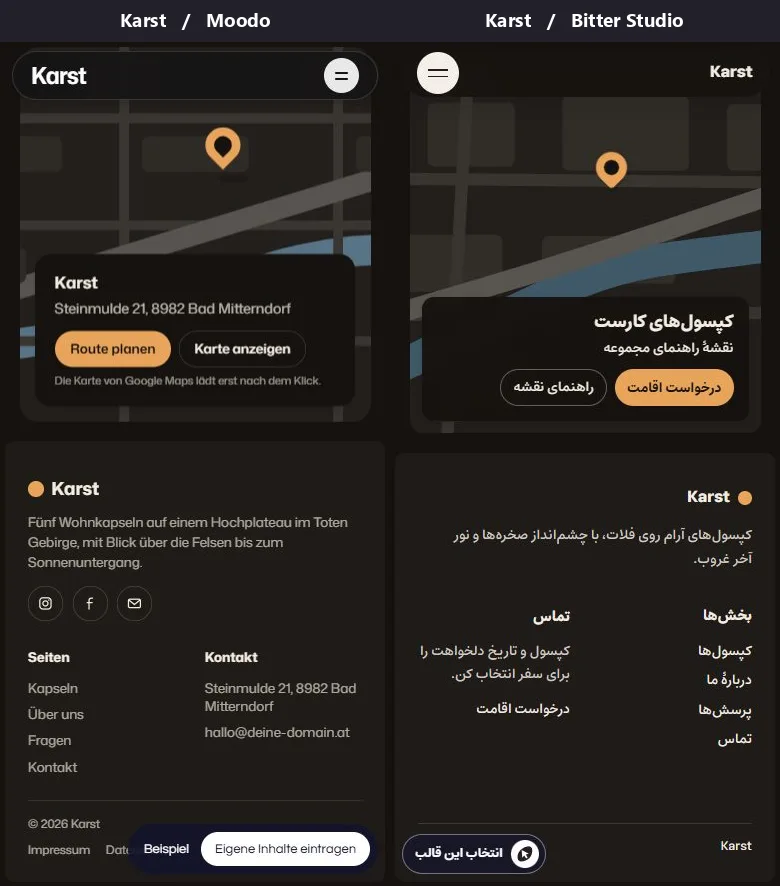 Karst / Moodo
Karst
Karst
Steinmulde 21, 8982 Bad Mitterndorf
Route planen
Karte anzeigen
Die Karte von Google Maps lädt erst nach dem Klick.
Karst
Fünf Wohnkapseln auf einem Hochplateau im Toten
Gebirge, mit Blick über die Felsen bis zum
Sonnenuntergang.
Seiten
Kapseln
Über uns
Fragen
Kontakt
Kontakt
Steinmulde 21, 8982 Bad
Mitterndorf
hallo@deine-domain.at
© 2026 Karst
Impressum
Beispiel
Eigene Inhalte eintragen
Karst / Bitter Studio
Karst
کپسول‌های کارست
نقشهٔ راهنمای مجموعه
درخواست اقامت
راهنمای نقشه
Karst
کپسول‌های آرام روی فلات، با چشم‌انداز صخره‌ها و نور
آخر غروب.
بخش‌ها
کپسول‌ها
دربارهٔ ما
پرسش‌ها
تماس
تماس
کپسول و تاریخ دلخواهت را
برای سفر انتخاب کن.
درخواست اقامت
Karst
انتخاب این قالب